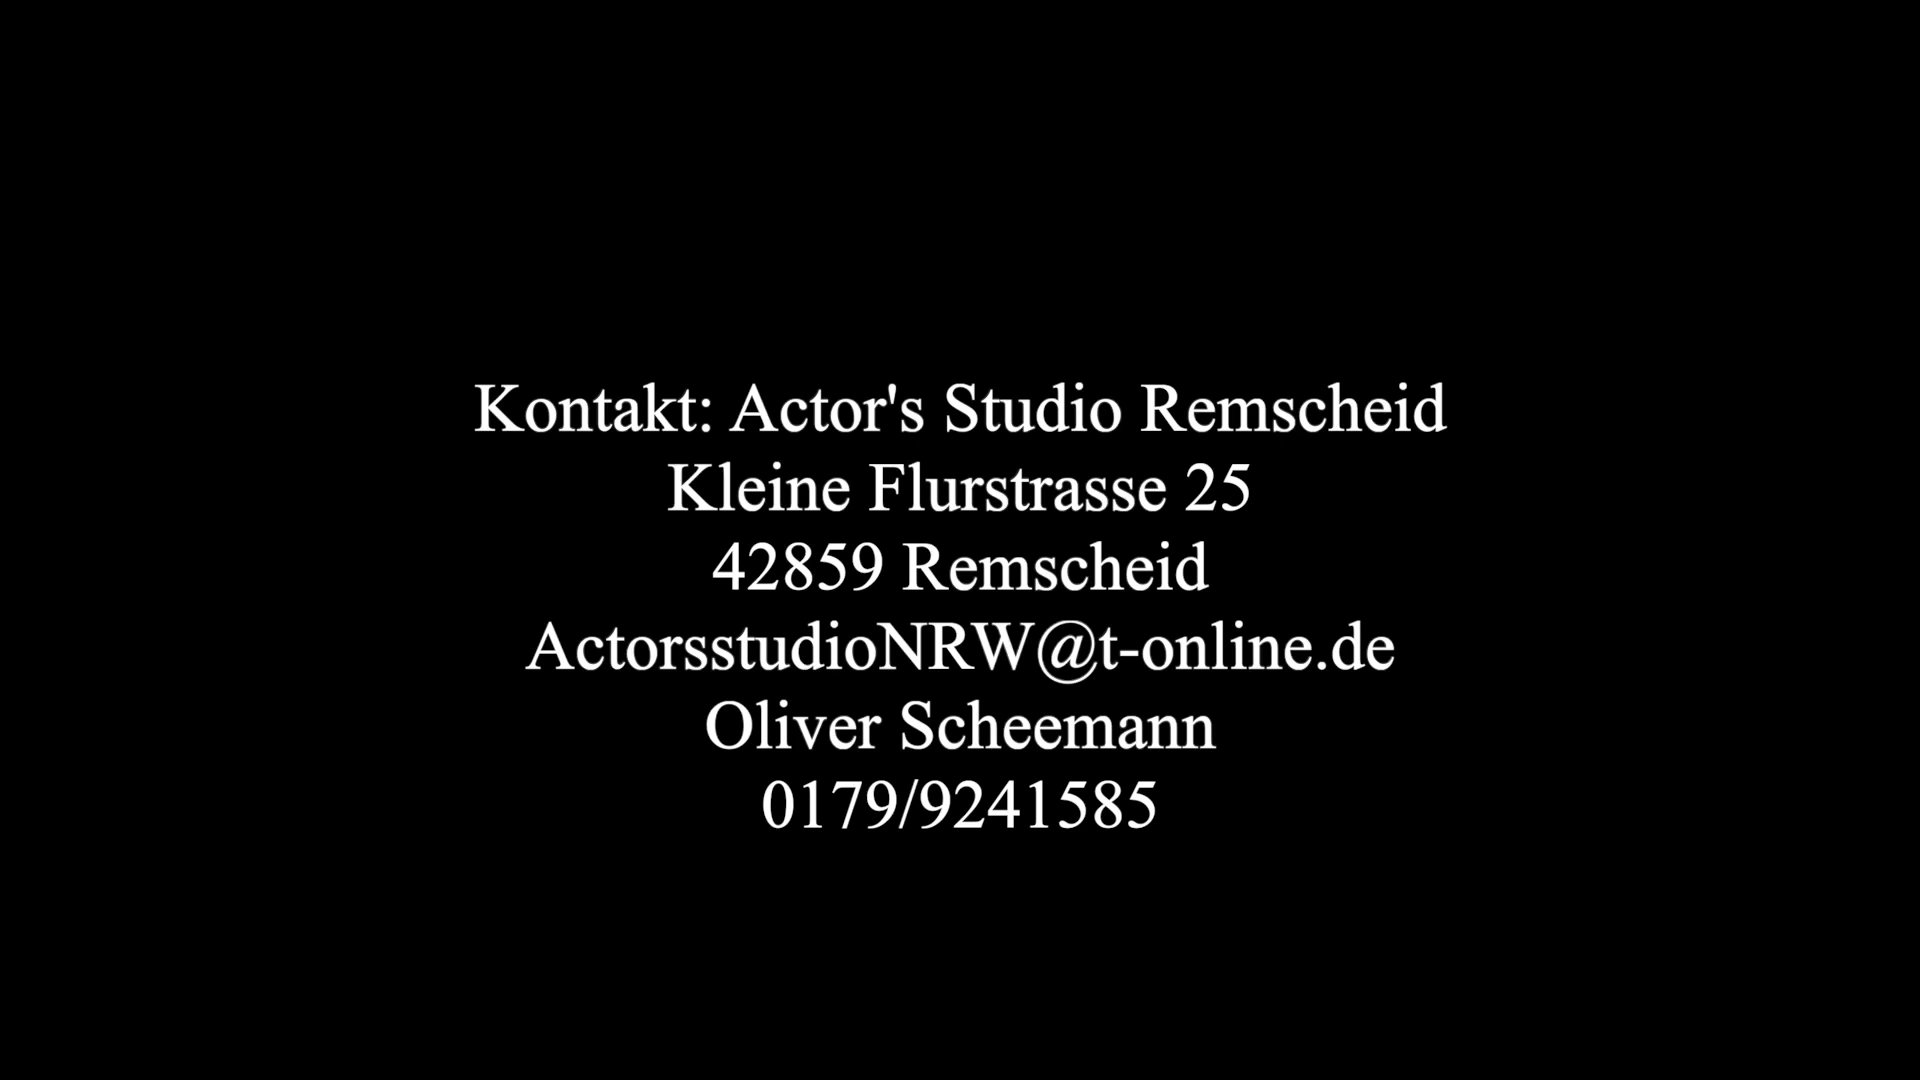 Kontakt: Actor's Studio Remscheid
Kleine Flurstrasse 25
42859 Remscheid
ActorsstudioNRW@t-online.de
Oliver Scheemann
0179/9241585